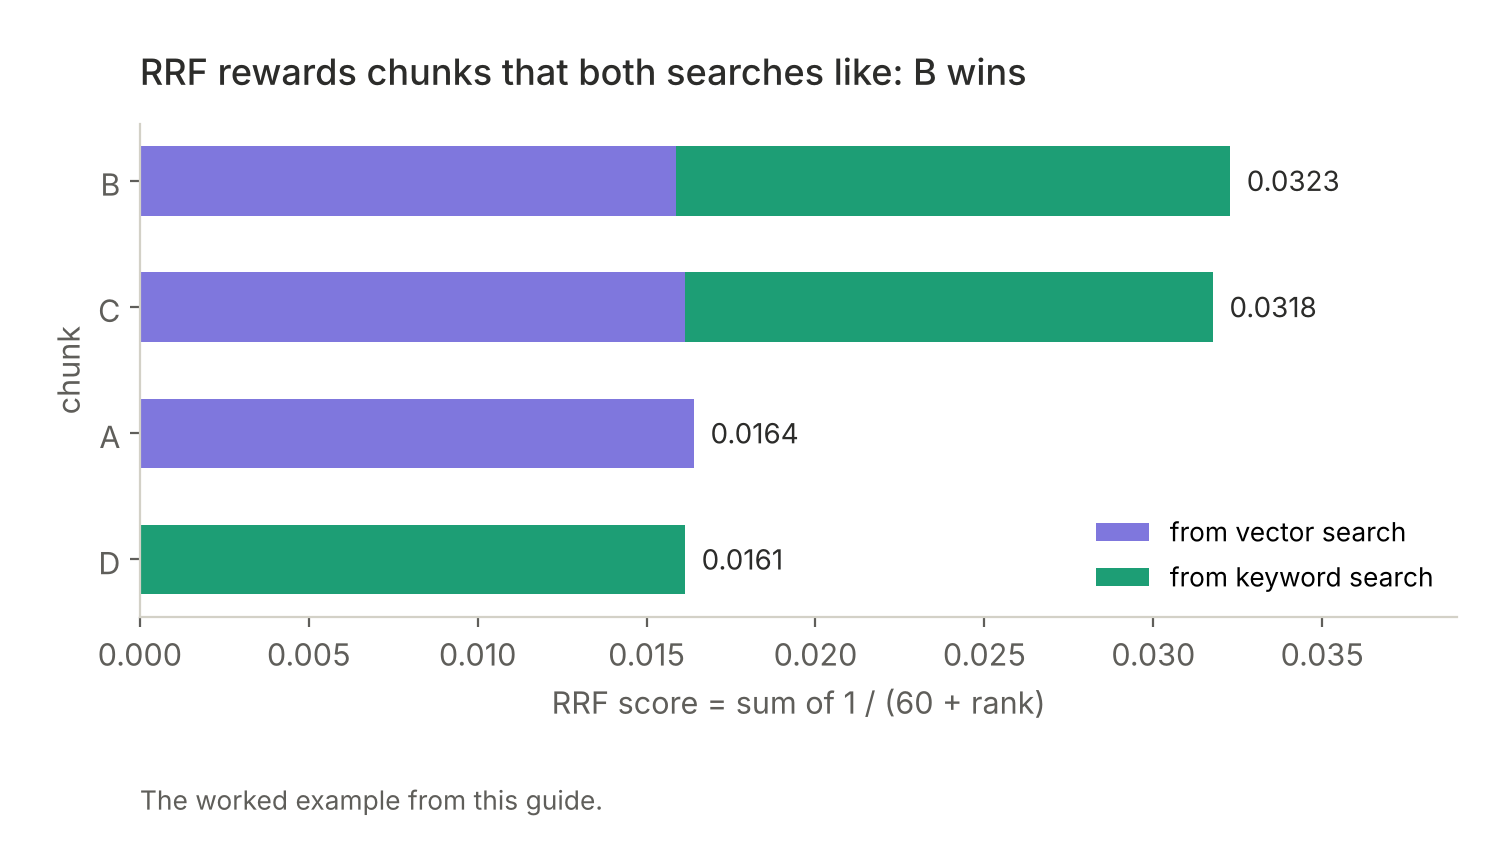 RRF rewards chunks that both searches like: B wins
B
0.0323
C
0.0318
chunk
A
0.0164
D
0.0161
from vector search
from keyword search
0.000 0.005 0.010 0.015 0.020 0.025 0.030 0.035
RRF score = sum of 1 / (60 + rank)
The worked example from this guide.